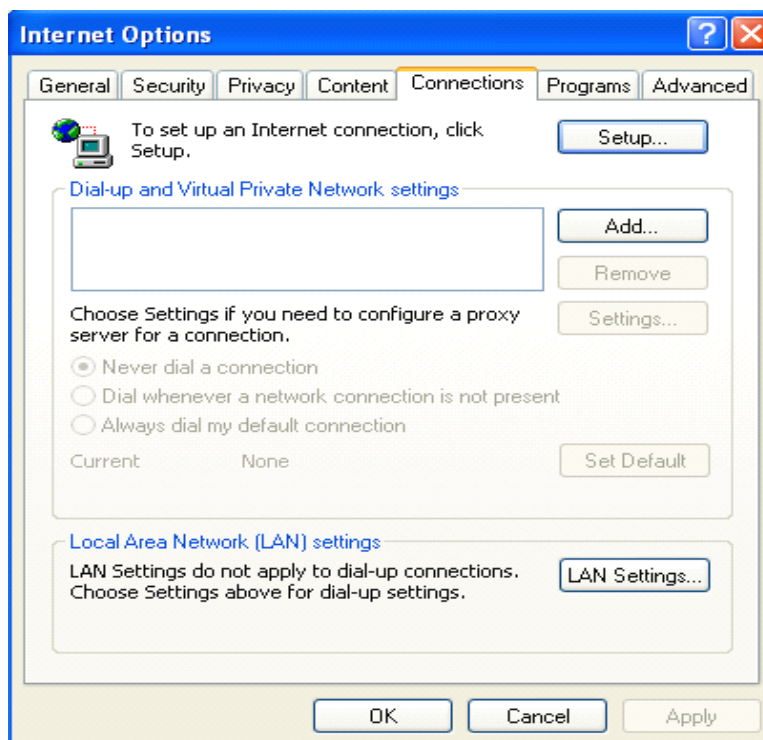 Internet Options
?
General Security Privacy Content Connections Programs Advanced
To set up an Internet connection, click
Setup.
Setup...
Dial-up and Virtual Private Network settings
Add...
Remove
Choose Settings if you need to configure a proxy
server for a connection.
Settings...
Never dial a connection
Dial whenever a network connection is not present
Always dial my default connection
Current None
Set Default
Local Area Network (LAN) settings
LAN Settings do not apply to dial-up connections.
Choose Settings above for dial-up settings.
LAN Settings...
OK Cancel Apply